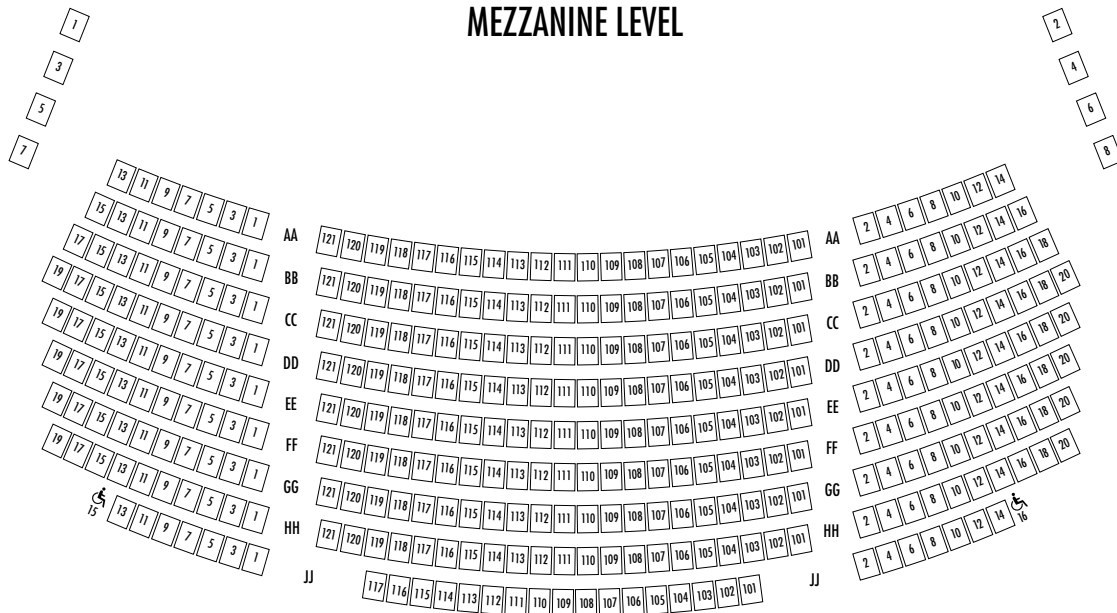 MEZZANINE LEVEL
1 2
3 4
5 6
7 8
13 11 9 7 5 3 1 AA 121 120 119 118 117 116 115 114 113 112 111 110 109 108 107 106 105 104 103 102 101 AA 2 4 6 8 10 12 14
15 13 11 9 7 5 3 1 BB 121 120 119 118 117 116 115 114 113 112 111 110 109 108 107 106 105 104 103 102 101 BB 2 4 6 8 10 12 14 16
17 15 13 11 9 7 5 3 1 CC 121 120 119 118 117 116 115 114 113 112 111 110 109 108 107 106 105 104 103 102 101 CC 2 4 6 8 10 12 14 16 18
19 17 15 13 11 9 7 5 3 1 DD 121 120 119 118 117 116 115 114 113 112 111 110 109 108 107 106 105 104 103 102 101 DD 2 4 6 8 10 12 14 16 18 20
19 17 15 13 11 9 7 5 3 1 EE 121 120 119 118 117 116 115 114 113 112 111 110 109 108 107 106 105 104 103 102 101 EE 2 4 6 8 10 12 14 16 18 20
19 17 15 13 11 9 7 5 3 1 FF 121 120 119 118 117 116 115 114 113 112 111 110 109 108 107 106 105 104 103 102 101 FF 2 4 6 8 10 12 14 16 18 20
19 17 15 13 11 9 7 5 3 1 GG 121 120 119 118 117 116 115 114 113 112 111 110 109 108 107 106 105 104 103 102 101 GG 2 4 6 8 10 12 14 16 18 20
19 17 15 13 11 9 7 5 3 1 HH 121 120 119 118 117 116 115 114 113 112 111 110 109 108 107 106 105 104 103 102 101 HH 2 4 6 8 10 12 14 16 18 20
15 13 11 9 7 5 3 1 JJ 117 116 115 114 113 112 111 110 109 108 107 106 105 104 103 102 101 JJ 2 4 6 8 10 12 14 16